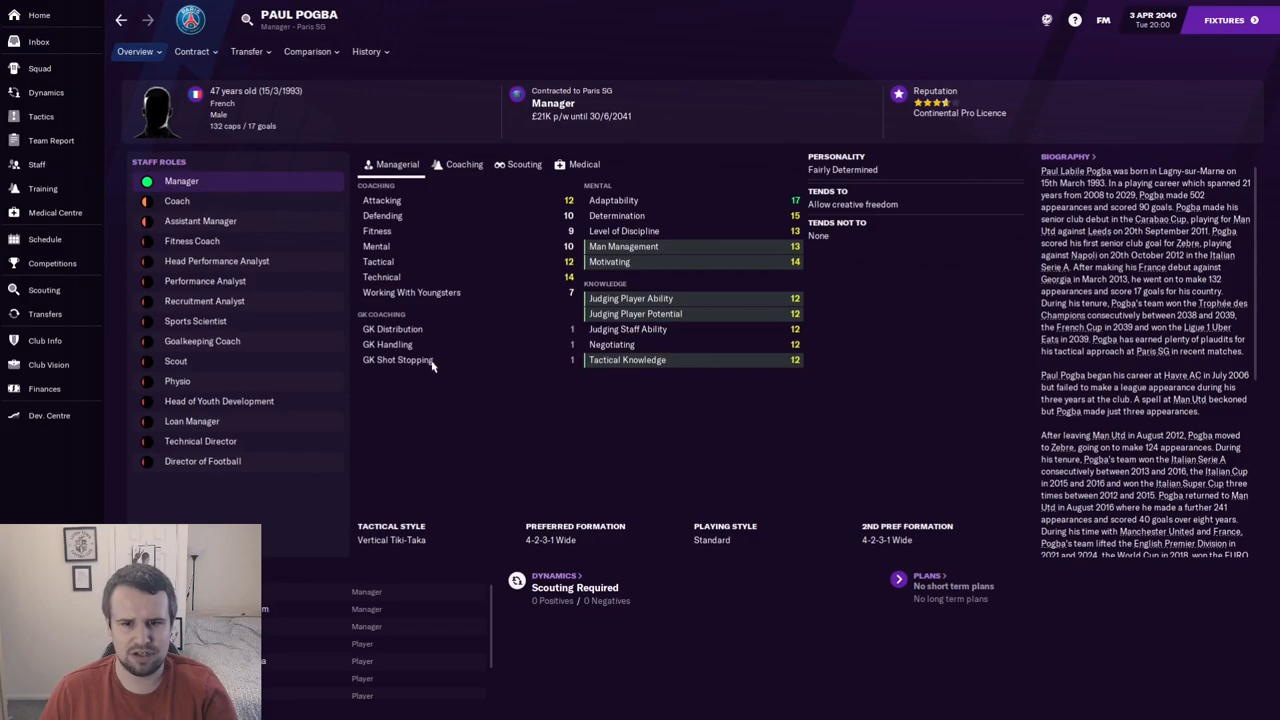 Home
Inbox
Squad
Dynamics
Tactics
Team Report
Staff
Training
Medical Centre
Schedule
Competitions
Scouting
Transfers
Club Info
Club Vision
Finances
Dev. Centre
PAUL POGBA
Manager - Paris SG
FM
3 APR 2040
Tue 20:00
FIXTURES
Overview
Contract
Transfer
Comparison
History
47 years old (15/3/1993)
French
Male
132 caps / 17 goals
Contracted to Paris SG
Manager
£21K p/w until 30/6/2041
Reputation
Continental Pro Licence
STAFF ROLES
Manager
Coach
Assistant Manager
Fitness Coach
Head Performance Analyst
Performance Analyst
Recruitment Analyst
Sports Scientist
Goalkeeping Coach
Scout
Physio
Head of Youth Development
Loan Manager
Technical Director
Director of Football
Managerial
Coaching
Scouting
Medical
COACHING
Attacking 12
Defending 10
Fitness 9
Mental 10
Tactical 12
Technical 14
Working With Youngsters 7
GK COACHING
GK Distribution 1
GK Handling 1
GK Shot Stopping 1
MENTAL
Adaptability 17
Determination 15
Level of Discipline 13
Man Management 13
Motivating 14
KNOWLEDGE
Judging Player Ability 12
Judging Player Potential 12
Judging Staff Ability 12
Negotiating 12
Tactical Knowledge 12
PERSONALITY
Fairly Determined
TENDS TO
Allow creative freedom
TENDS NOT TO
None
BIOGRAPHY
Paul Labile Pogba was born in Lagny-sur-Marne on
15th March 1993. In a playing career which spanned 21
years from 2008 to 2029, Pogba made 502
appearances and scored 90 goals. Pogba made his
senior club debut in the Carabao Cup, playing for Man
Utd against Leeds on 20th September 2011. Pogba
scored his first senior club goal for Zebre, playing
against Napoli on 20th October 2012 in the Italian
Serie A. After making his France debut against
Georgia in March 2013, he went on to make 132
appearances and score 17 goals for his country.
During his tenure, Pogba's team won the Trophée des
Champions consecutively between 2038 and 2039,
the French Cup in 2039 and won the Ligue 1 Uber
Eats in 2039. Pogba has earned plenty of plaudits for
his tactical approach at Paris SG in recent matches.
Paul Pogba began his career at Havre AC in July 2006
but failed to make a league appearance during his
three years at the club. A spell at Man Utd beckoned
but Pogba made just three appearances.
After leaving Man Utd in August 2012, Pogba moved
to Zebre, going on to make 124 appearances. During
his tenure, Pogba's team won the Italian Serie A
consecutively between 2013 and 2016, the Italian Cup
in 2015 and 2016 and won the Italian Super Cup three
times between 2012 and 2015. Pogba returned to Man
Utd in August 2016 where he made a further 241
appearances and scored 40 goals over eight years.
During his time with Manchester United and France,
Pogba's team lifted the English Premier Division in
2021 and 2024, the World Cup in 2018, won the EURO
TACTICAL STYLE
Vertical Tiki-Taka
PREFERRED FORMATION
4-2-3-1 Wide
PLAYING STYLE
Standard
2ND PREF FORMATION
4-2-3-1 Wide
Manager
Manager
Manager
Player
Player
Player
Player
DYNAMICS
Scouting Required
0 Positives / 0 Negatives
PLANS
No short term plans
No long term plans